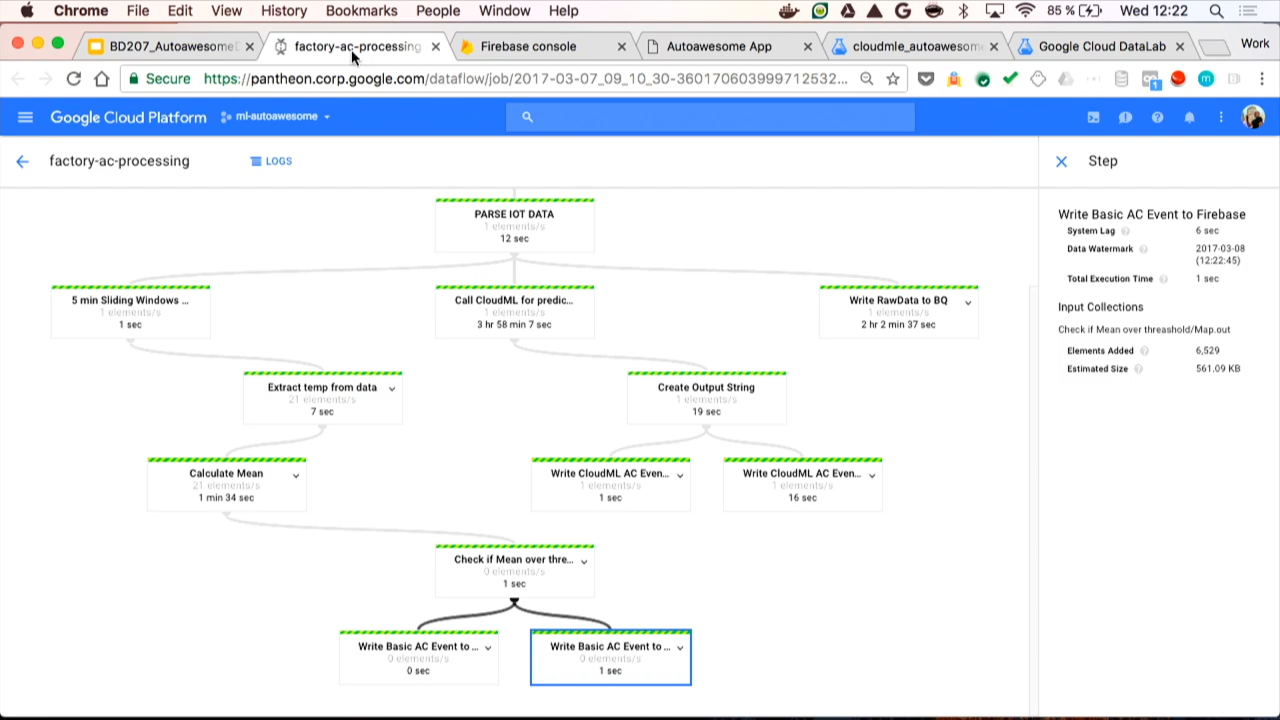 Chrome File Edit View History Bookmarks People Window Help 85 % Wed 12:22
BD207_Autoawesome
factory-ac-processing
Firebase console
Autoawesome App
cloudmle_autoawesome
Google Cloud DataLab
Work
Secure https://pantheon.corp.google.com/dataflow/job/2017-03-07_09_10_30-3601706039997125 32...
Google Cloud Platform ml-autoawesome
factory-ac-processing LOGS
PARSE IOT DATA
1 elements/s
12 sec
5 min Sliding Windows ...
1 elements/s
1 sec
Call CloudML for predic...
1 elements/s
3 hr 58 min 7 sec
Write RawData to BQ
1 elements/s
2 hr 2 min 37 sec
Extract temp from data
21 elements/s
7 sec
Create Output String
1 elements/s
19 sec
Calculate Mean
21 elements/s
1 min 34 sec
Write CloudML AC Even...
1 elements/s
1 sec
Write CloudML AC Even...
1 elements/s
16 sec
Check if Mean over thre...
0 elements/s
1 sec
Write Basic AC Event to ...
0 elements/s
0 sec
Write Basic AC Event to ...
0 elements/s
1 sec
Step
Write Basic AC Event to Firebase
System Lag 6 sec
Data Watermark 2017-03-08
(12:22:45)
Total Execution Time 1 sec
Input Collections
Check if Mean over threashold/Map.out
Elements Added 6,529
Estimated Size 561.09 KB